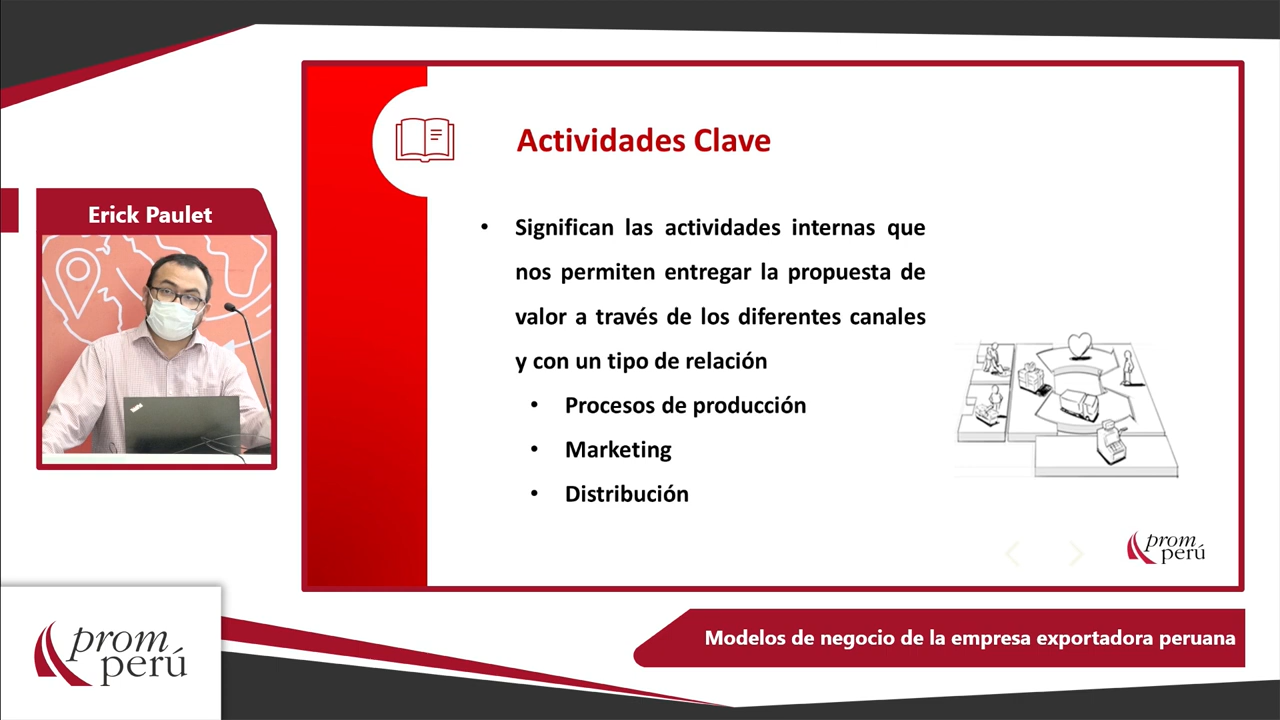 Erick Paulet
Actividades Clave
• Significan las actividades internas que
nos permiten entregar la propuesta de
valor a través de los diferentes canales
y con un tipo de relación
• Procesos de producción
• Marketing
• Distribución
prom
perú
Modelos de negocio de la empresa exportadora peruana
prom
perú